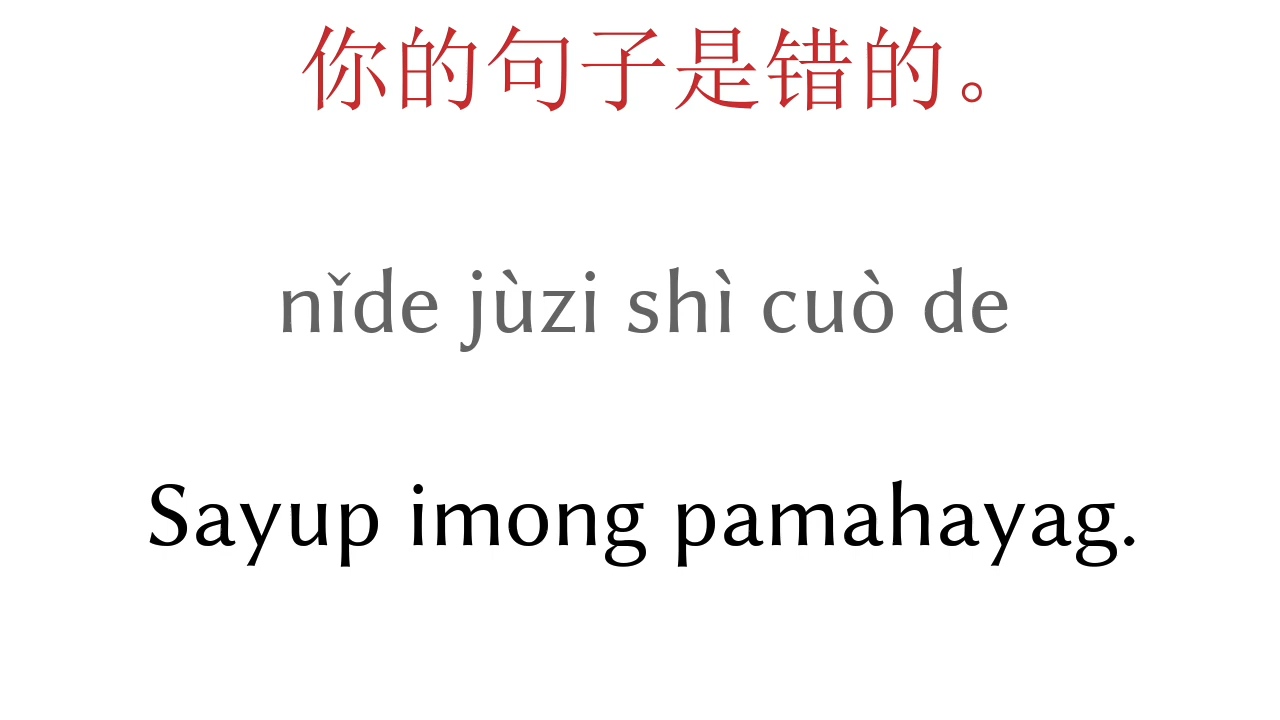 你的句子是错的。
nǐde jùzi shì cuò de
Sayup imong pamahayag.